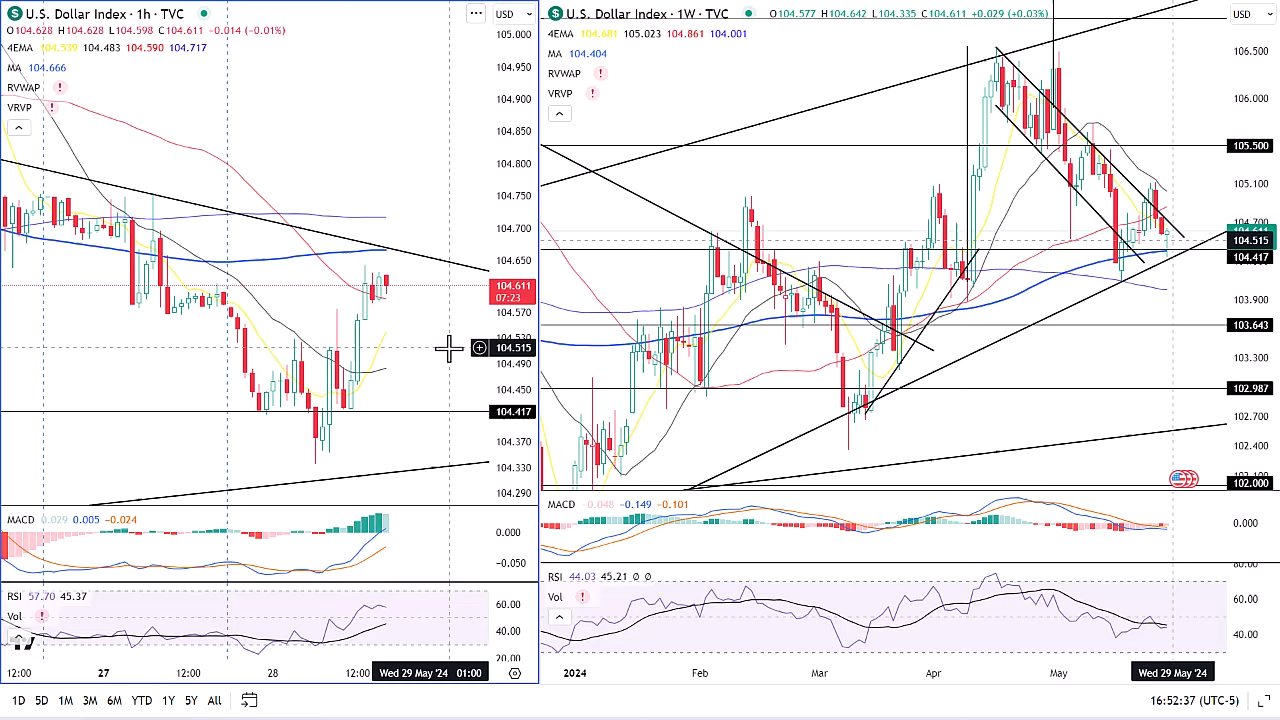 U.S. Dollar Index · 1h · TVC
O104.628 H104.628 L104.598 C104.611 −0.014 (−0.01%)
4EMA 104.539 104.483 104.590 104.717
MA 104.666
RVWAP !
VRVP !
USD
105.000
104.950
104.900
104.850
104.800
104.750
104.700
104.650
104.611
07:23
104.570
104.515
104.490
104.450
104.417
104.370
104.330
104.290
MACD 0.029 0.005 −0.024
0.000
−0.050
RSI 57.70 45.37
Vol !
60.00
40.00
20.00
12:00 27 12:00 28 12:00 Wed 29 May '24 01:00
U.S. Dollar Index · 1W · TVC
O104.577 H104.642 L104.335 C104.611 +0.029 (+0.03%)
4EMA 104.681 105.023 104.861 104.001
MA 104.404
RVWAP !
VRVP !
USD
106.500
106.000
105.500
105.100
104.700
104.611
104.515
104.417
103.900
103.643
103.300
102.987
102.700
102.400
102.100
102.000
MACD −0.048 −0.149 −0.101
0.000
RSI 44.03 45.21 Ø Ø
Vol !
80.00
60.00
40.00
2024 Feb Mar Apr May Wed 29 May '24
1D 5D 1M 3M 6M YTD 1Y 5Y All
16:52:37 (UTC-5)